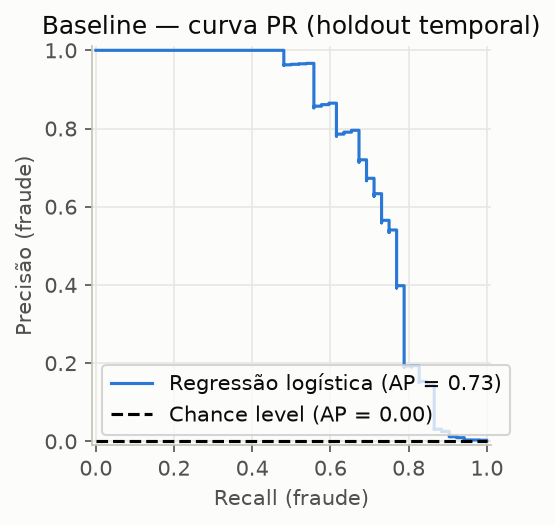 Baseline — curva PR (holdout temporal)
1.0
0.8
0.6
0.4
0.2
0.0
Precisão (fraude)
Regressão logística (AP = 0.73)
Chance level (AP = 0.00)
0.0 0.2 0.4 0.6 0.8 1.0
Recall (fraude)